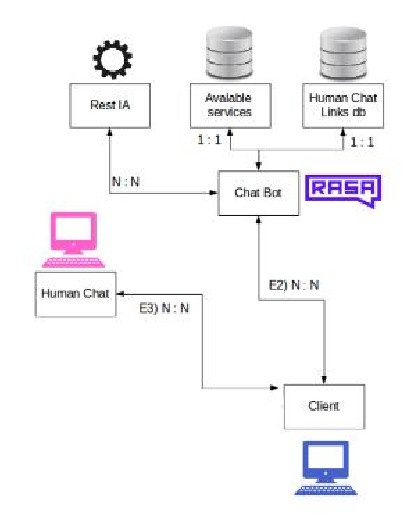 Rest IA
Avalable
services
Human Chat
Links db
1 : 1
1 : 1
N : N
Chat Bot
RASA
E2) N : N
Human Chat
E3) N : N
Client